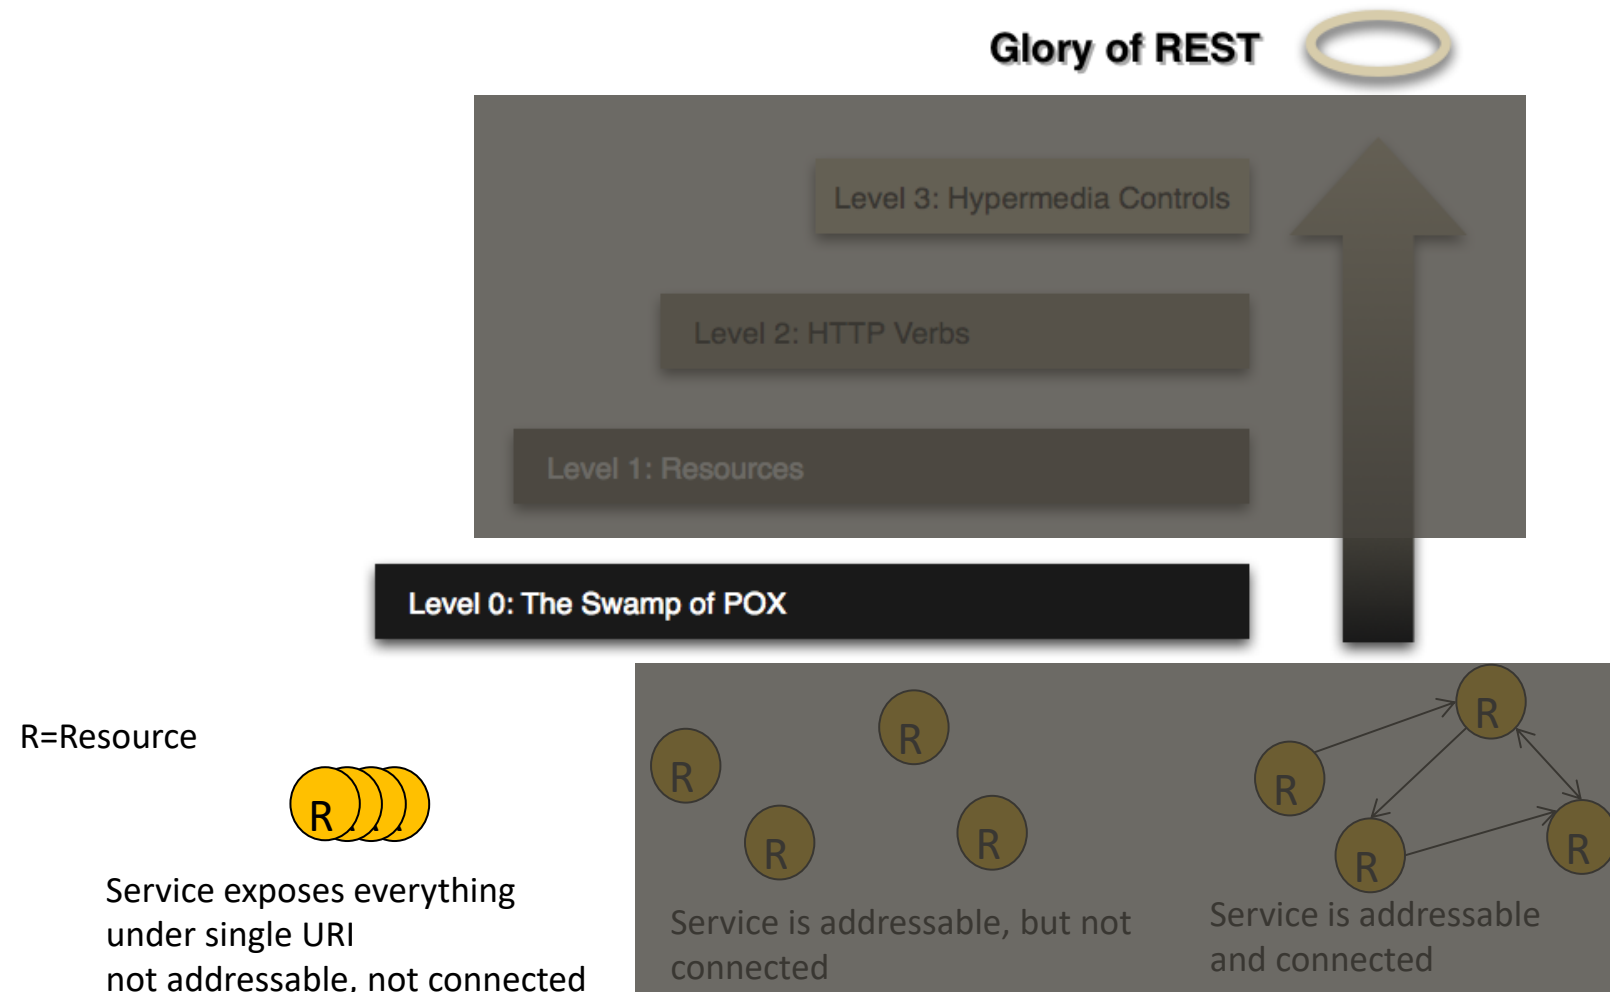 Glory of REST
Level 3: Hypermedia Controls
Level 2: HTTP Verbs
Level 1: Resources
Level 0: The Swamp of POX
R=Resource
R
Service exposes everything
under single URI
not addressable, not connected
R
R
R
R
Service is addressable, but not
connected
R
R
R
R
Service is addressable
and connected